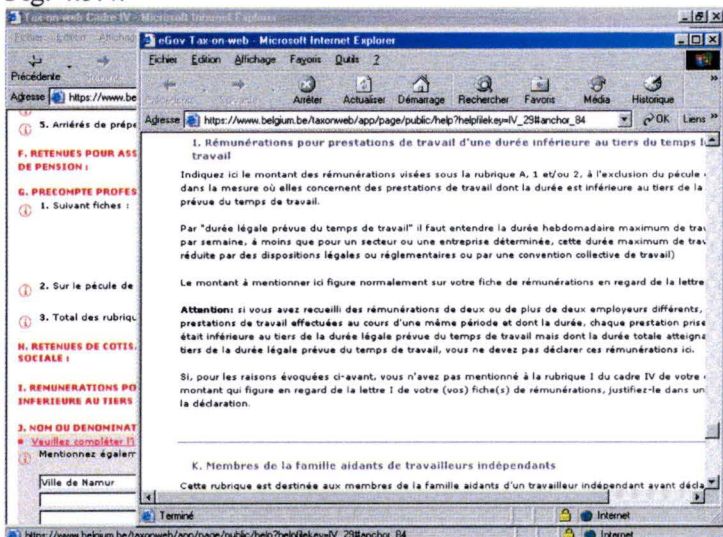 Tax-on-web Cadre IV - Microsoft Internet Explorer
Précédente
Adresse https://www.be
5. Arriérés de prépe
F. RETENUES POUR ASS
DE PENSION :
G. PRECOMPTE PROFES
1. Suivant fiches :
2. Sur le pécule de
3. Total des rubriqu
H. RETENUES DE COTIS.
SOCIALE :
I. REMUNERATIONS PO
INFERIEURE AU TIERS
J. NOM OU DENOMINAT
Veuillez compléter l'i
Mentionnez égalem
Ville de Namur
eGov Tax-on-web - Microsoft Internet Explorer
Fichier Edition Affichage Favoris Outils ?
Précédente Suivante Arrêter Actualiser Démarrage Rechercher Favoris Média Historique »
Adresse https://www.belgium.be/taxonweb/app/page/public/help?helpfilekey=IV_29#anchor_84 OK Liens »
I. Rémunérations pour prestations de travail d'une durée inférieure au tiers du temps l
travail
Indiquez ici le montant des rémunérations visées sous la rubrique A, 1 et/ou 2, à l'exclusion du pécule
dans la mesure où elles concernent des prestations de travail dont la durée est inférieure au tiers de la
prévue du temps de travail.
Par "durée légale prévue du temps de travail" il faut entendre la durée hebdomadaire maximum de trav
par semaine, à moins que pour un secteur ou une entreprise déterminée, cette durée maximum de trav
réduite par des dispositions légales ou réglementaires ou par une convention collective de travail)
Le montant à mentionner ici figure normalement sur votre fiche de rémunérations en regard de la lettre
Attention: si vous avez recueilli des rémunérations de deux ou de plus de deux employeurs différents,
prestations de travail effectuées au cours d'une même période et dont la durée, chaque prestation prise
était inférieure au tiers de la durée légale prévue du temps de travail mais dont la durée totale atteigna
tiers de la durée légale prévue du temps de travail, vous ne devez pas déclarer ces rémunérations ici.
Si, pour les raisons évoquées ci-avant, vous n'avez pas mentionné à la rubrique I du cadre IV de votre
montant qui figure en regard de la lettre I de votre (vos) fiche(s) de rémunérations, justifiez-le dans un
la déclaration.
K. Membres de la famille aidants de travailleurs indépendants
Cette rubrique est destinée aux membres de la famille aidants d'un travailleur indépendant ayant décla
Terminé Internet
https://www.belgium.be/taxonweb/app/page/public/help?helpfilekey=IV_29#anchor_84 Internet